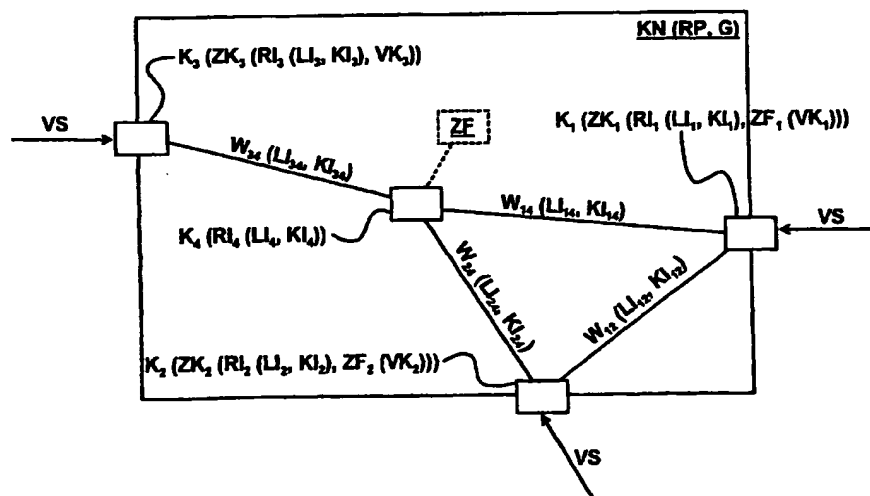 KN (RP, G)
K₃ (ZK₃ (RI₃ (LI₃, KI₃), VK₃))
VS
ZF
K₁ (ZK₁ (RI₁ (LI₁, KI₁), ZF₁ (VK₁)))
W₃₄ (LI₃₄, KI₃₄)
W₁₄ (LI₁₄, KI₁₄)
VS
K₄ (RI₄ (LI₄, KI₄))
W₂₄ (LI₂₄, KI₂₄)
W₁₂ (LI₁₂, KI₁₂)
K₂ (ZK₂ (RI₂ (LI₂, KI₂), ZF₂ (VK₂)))
VS